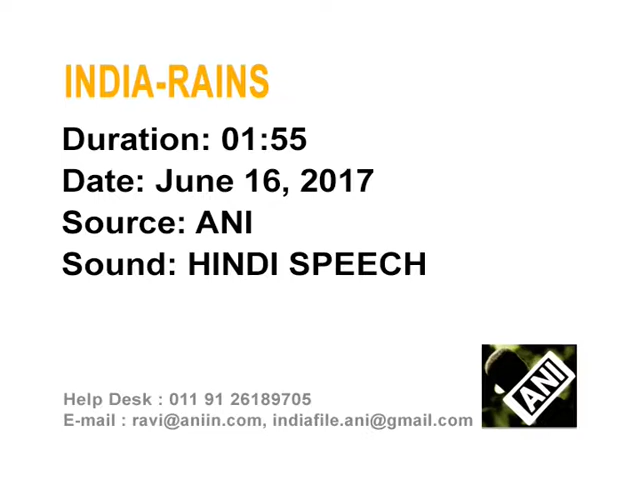 INDIA-RAINS
Duration: 01:55
Date: June 16, 2017
Source: ANI
Sound: HINDI SPEECH
Help Desk : 011 91 26189705
E-mail : ravi@aniin.com, indiafile.ani@gmail.com
ANI